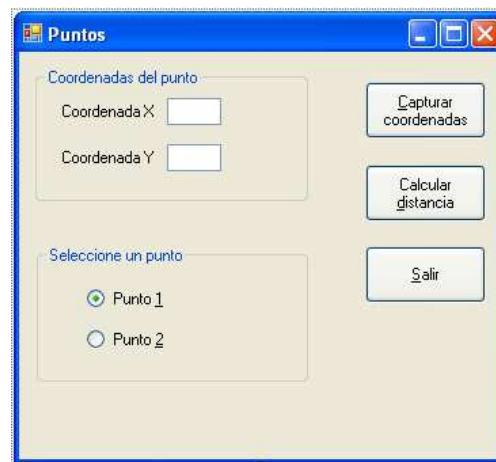 Puntos
Coordenadas del punto
Coordenada X
Coordenada Y
Capturar
coordenadas
Calcular
distancia
Seleccione un punto
Punto 1
Punto 2
Salir